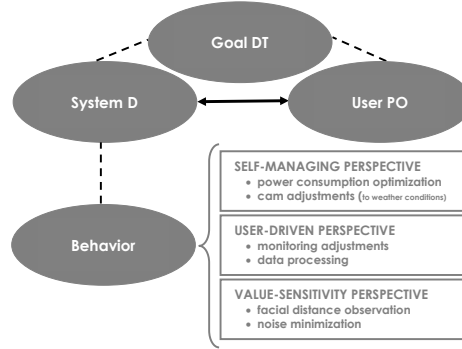 Goal DT
System D
User PO
Behavior
SELF-MANAGING PERSPECTIVE
• power consumption optimization
• cam adjustments (to weather conditions)
USER-DRIVEN PERSPECTIVE
• monitoring adjustments
• data processing
VALUE-SENSITIVITY PERSPECTIVE
• facial distance observation
• noise minimization